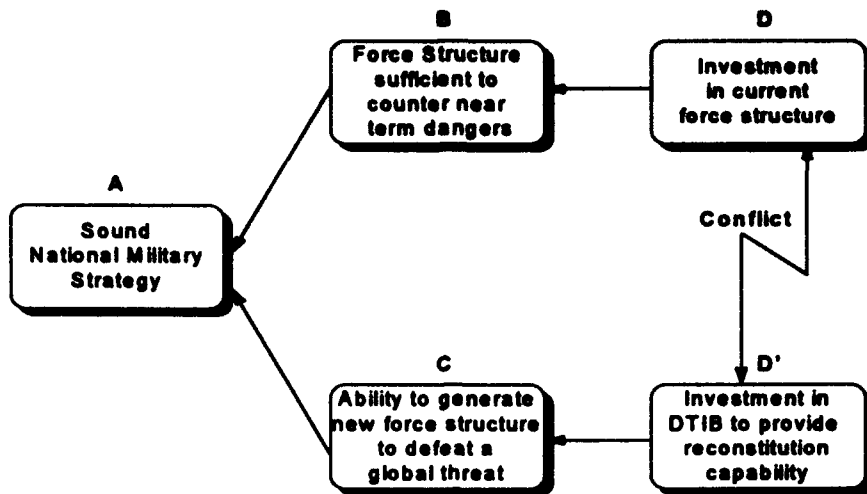 B
Force Structure
sufficient to
counter near
term dangers
D
Investment
in current
force structure
A
Sound
National Military
Strategy
Conflict
C
Ability to generate
new force structure
to defeat a
global threat
D'
Investment in
DTIB to provide
reconstitution
capability